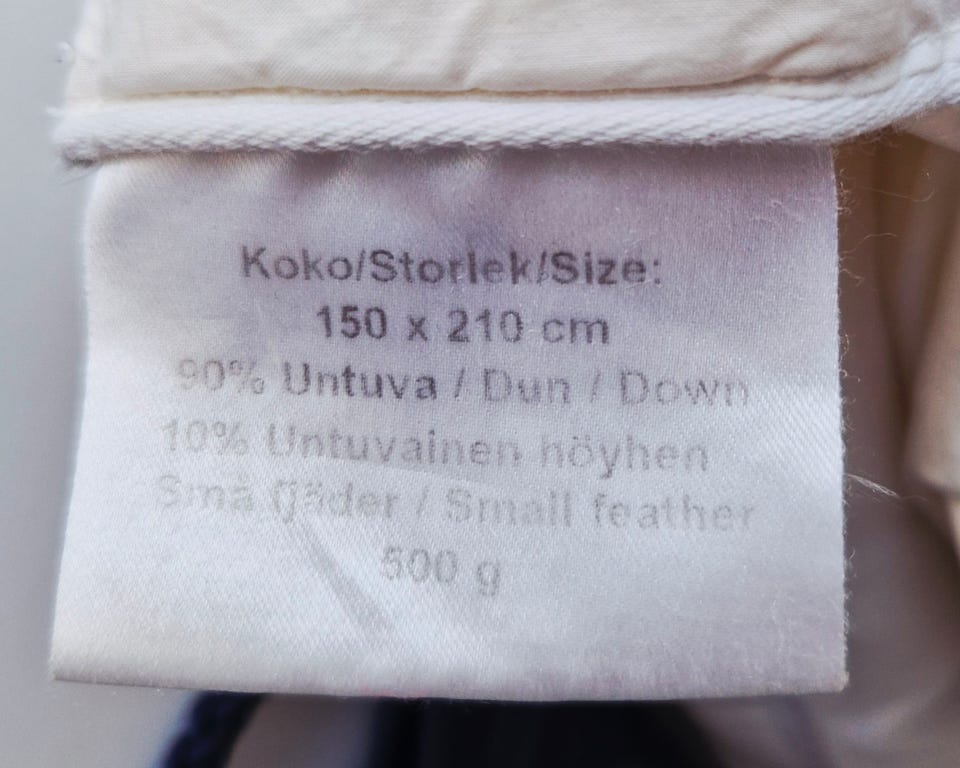 Koko/Storlek/Size:
150 x 210 cm
90% Untuva / Dun / Down
10% Untuvainen höyhen
Små fjäder / Small feather
500 g